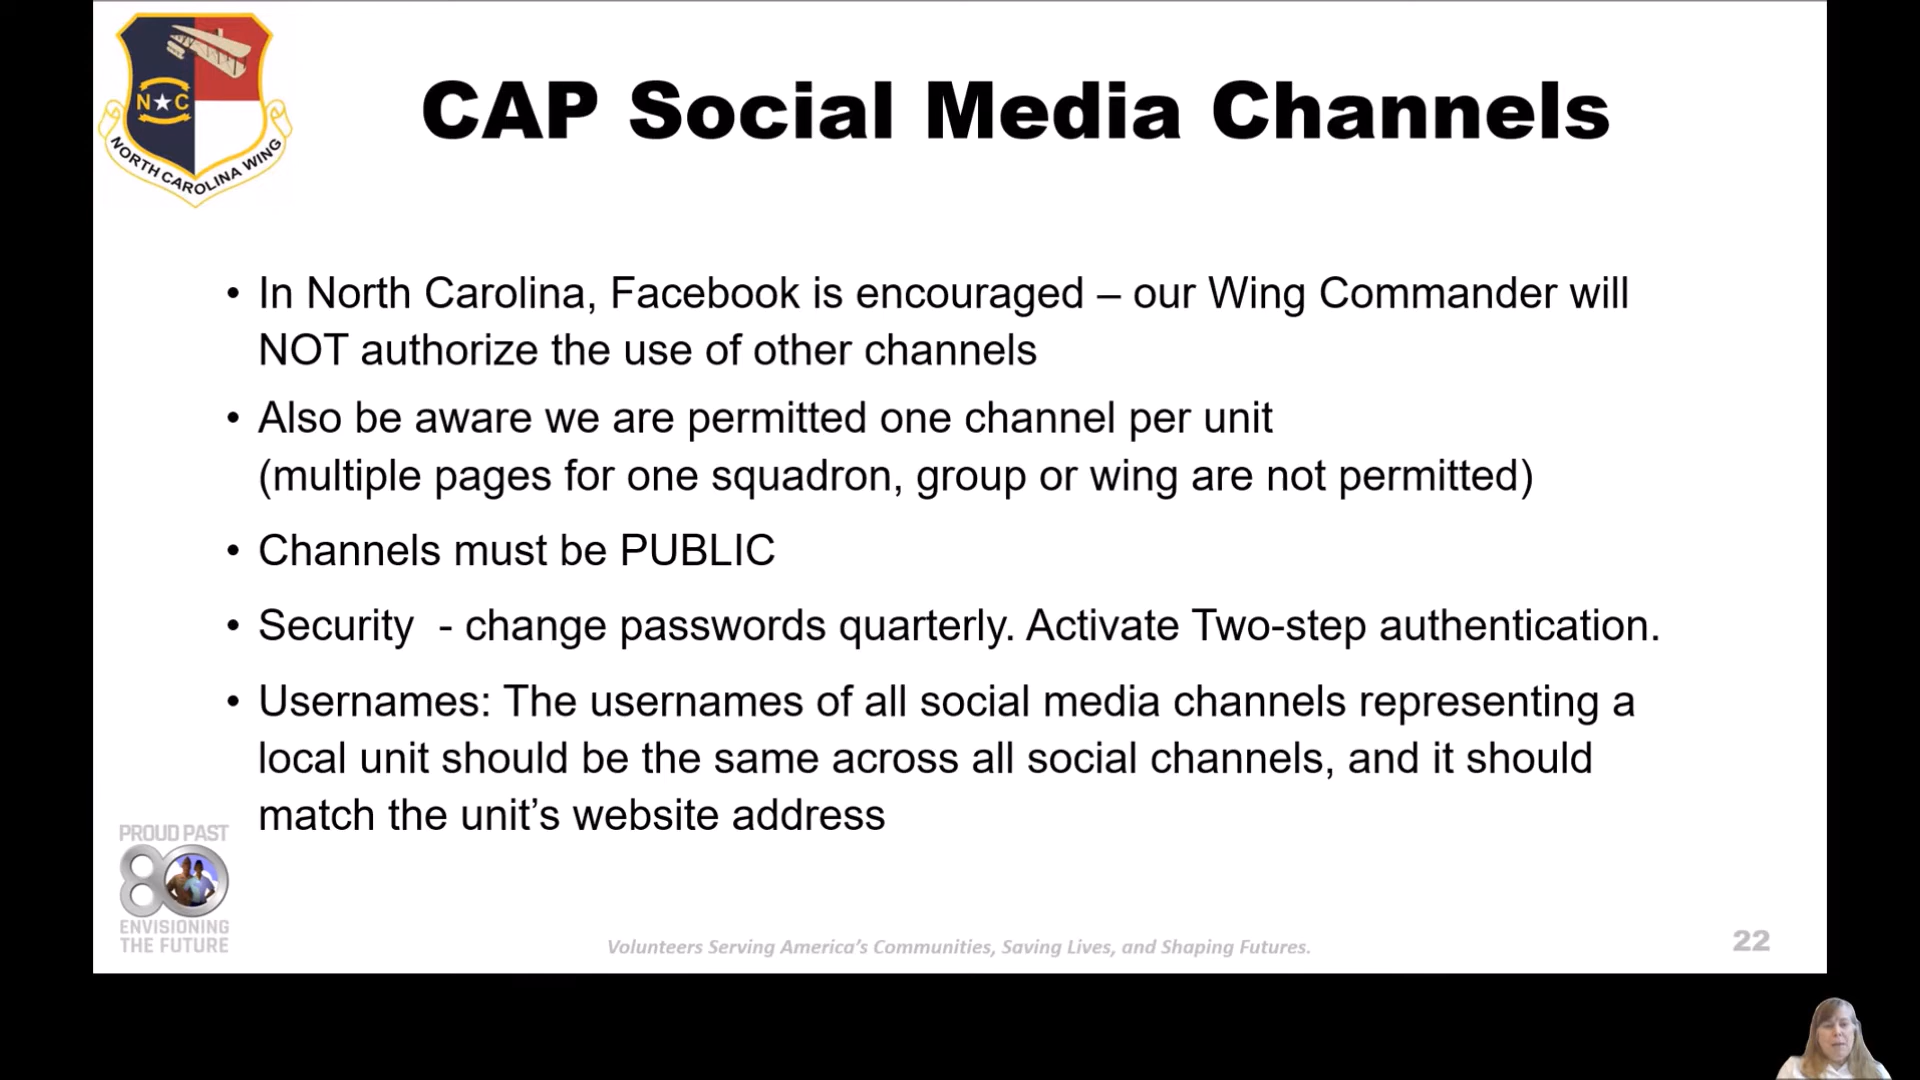 N C
NORTH CAROLINA WING
CAP Social Media Channels
• In North Carolina, Facebook is encouraged – our Wing Commander will
NOT authorize the use of other channels
• Also be aware we are permitted one channel per unit
(multiple pages for one squadron, group or wing are not permitted)
• Channels must be PUBLIC
• Security  - change passwords quarterly. Activate Two-step authentication.
• Usernames: The usernames of all social media channels representing a
local unit should be the same across all social channels, and it should
match the unit’s website address
PROUD PAST
80
ENVISIONING
THE FUTURE
Volunteers Serving America’s Communities, Saving Lives, and Shaping Futures.
22